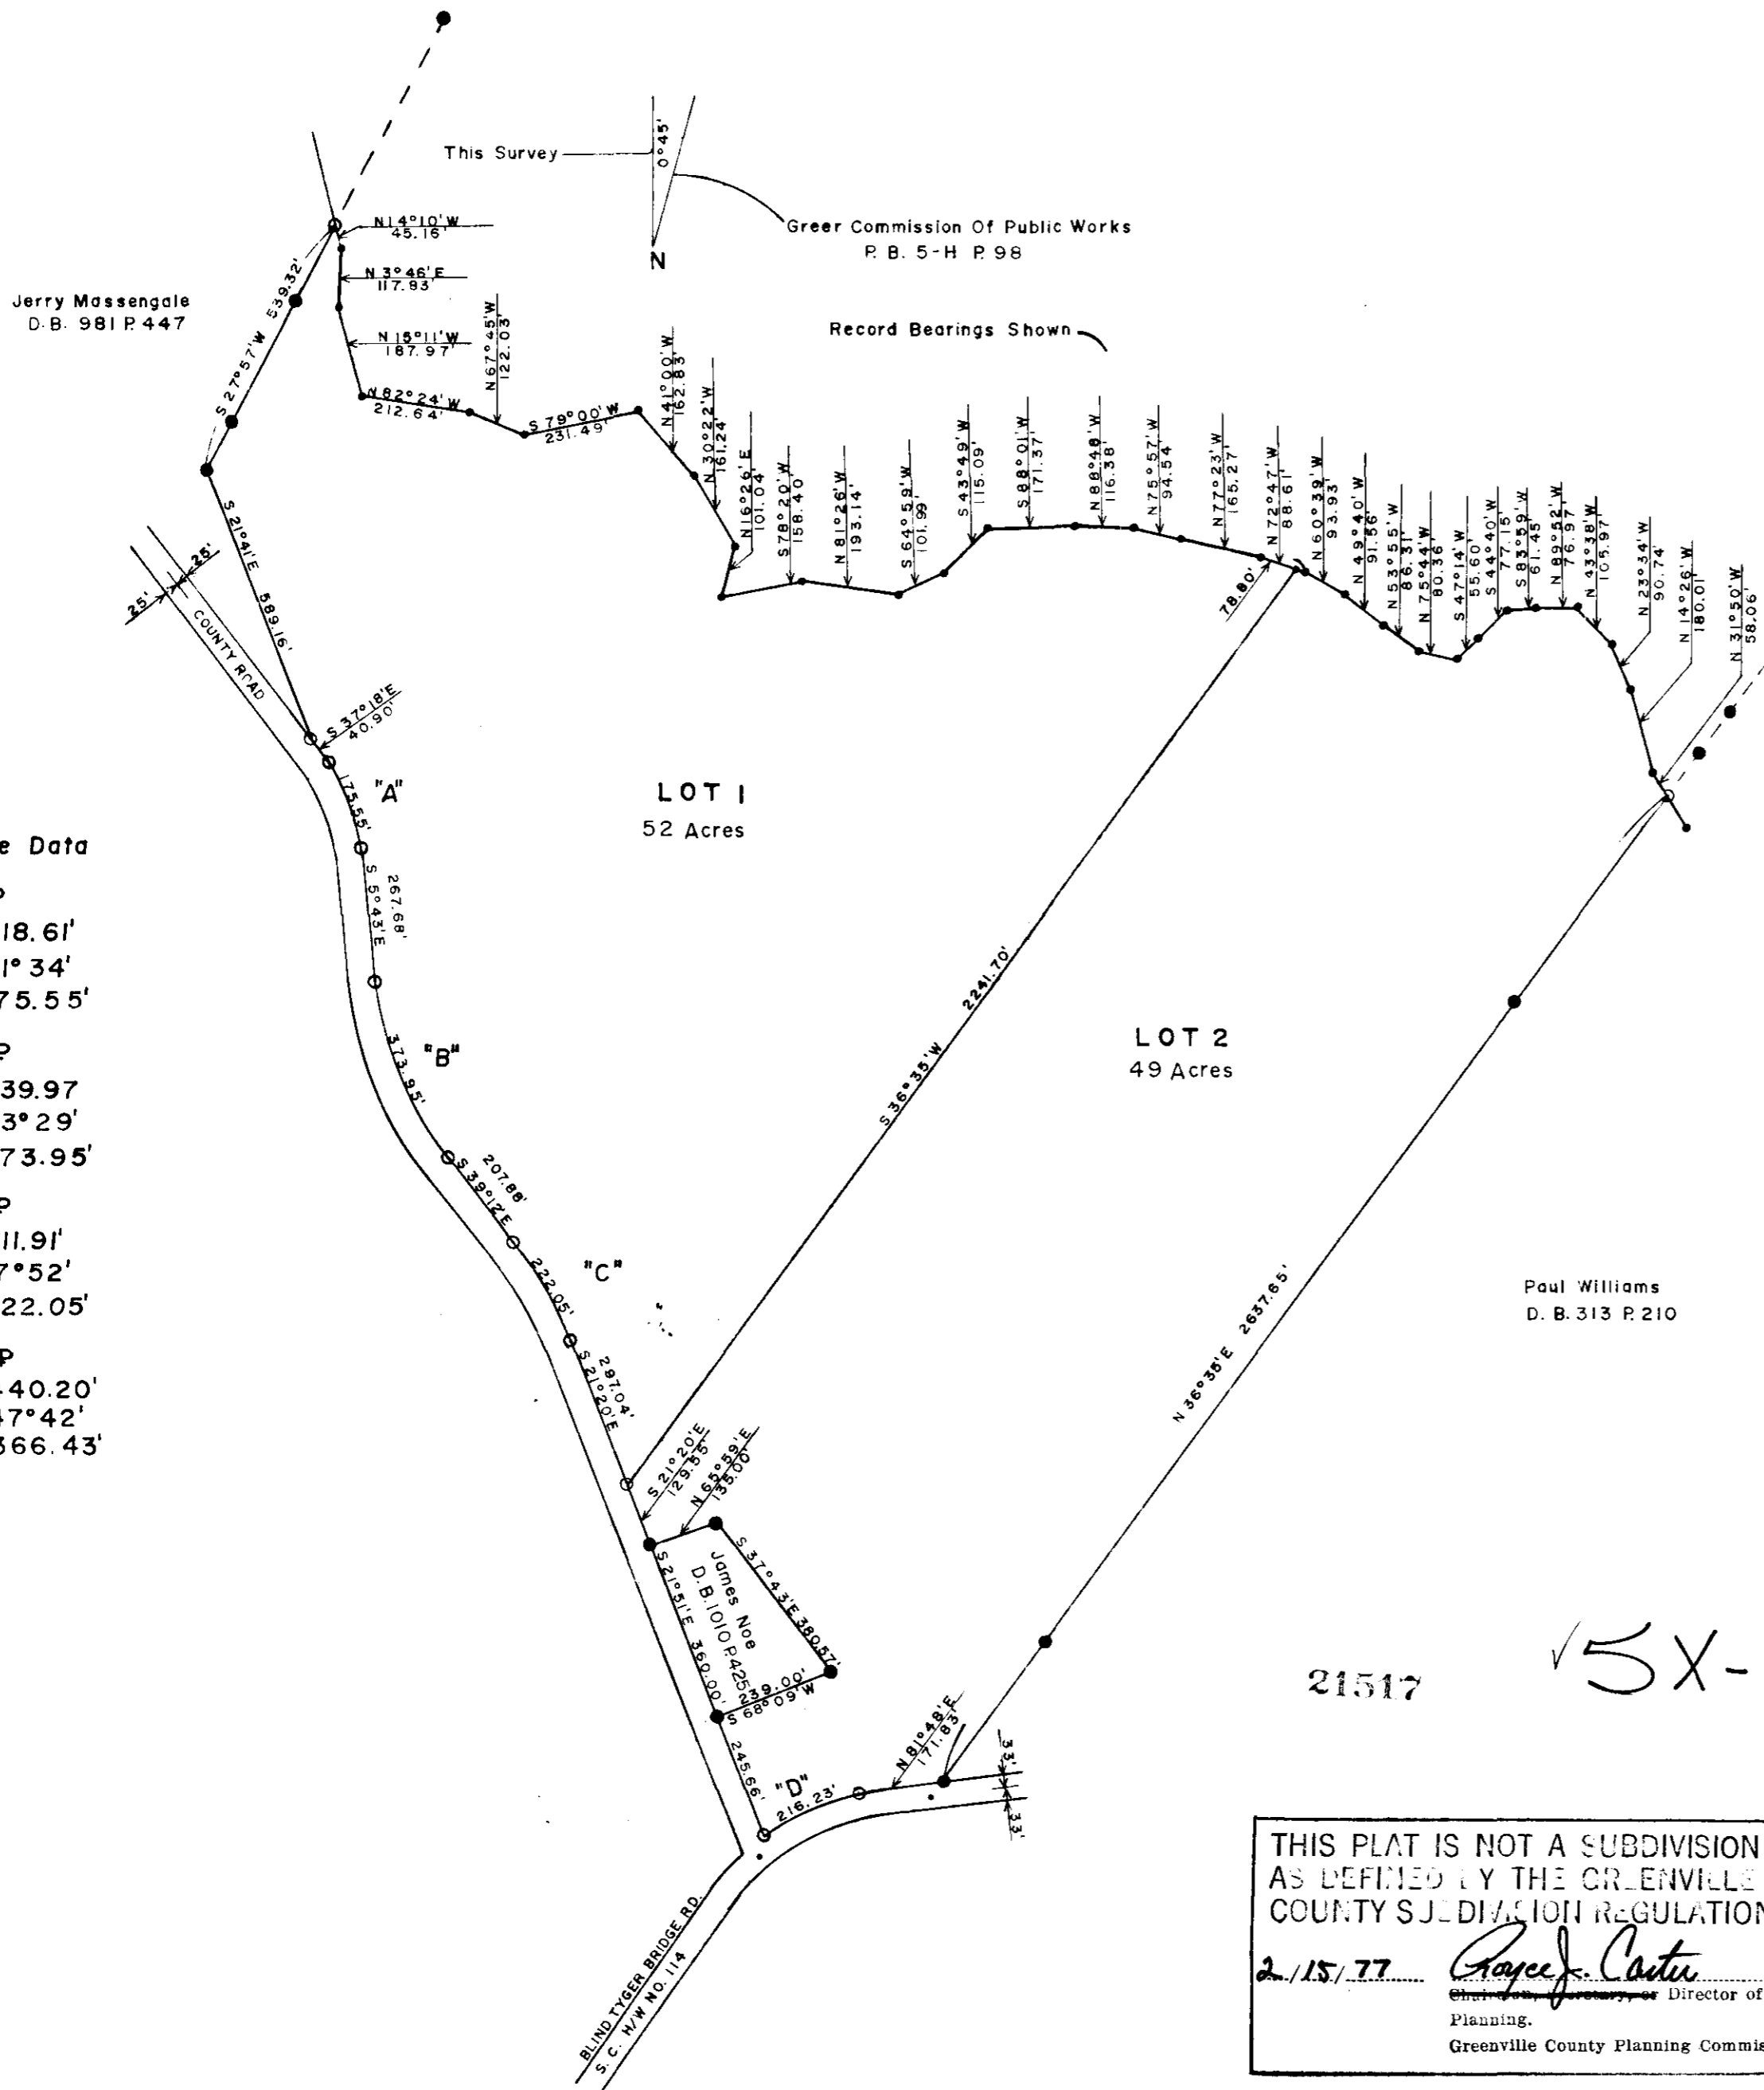 This Survey
0°45'
N
Greer Commission Of Public Works
P. B. 5-H P. 98
Record Bearings Shown
Jerry Massengale
D.B. 981 P. 447
S 27°57'W 539.32'
N 14°10'W
45.16'
N 3°46'E
117.93'
N 15°11'W
187.97'
N 82°24'W
212.64'
N 67°45'W
122.03'
S 79°00'W
231.49'
N 41°00'W
162.83'
N 30°22'W
161.24'
N 16°26'E
101.04'
S 78°20'W
158.40
N 81°26'W
193.14'
S 64°59'W
101.99'
S 43°49'W
115.09'
S 88°01'W
171.37'
N 88°48'W
116.38'
N 75°57'W
94.54'
N 77°23'W
165.27'
N 72°47'W
88.61'
78.80'
N 60°39'W
93.93'
N 49°40'W
91.56'
N 53°55'W
86.31'
N 75°44'W
80.36'
S 47°14'W
55.60'
S 44°40'W
77.15'
S 83°59'W
61.45'
N 89°52'W
76.97'
N 43°38'W
105.97'
N 23°34'W
90.74'
N 14°26'W
180.01'
N 31°50'W
58.06'
S 21°41'E 589.16'
25'
25'
COUNTY ROAD
S 37°18'E
40.90'
"A"
175.55'
LOT 1
52 Acres
S 5°43'E
267.68'
"B"
373.95'
S 39°12'E
207.88'
"C"
222.05'
S 21°20'E
297.04'
S 36°35'W 2241.70'
LOT 2
49 Acres
N 36°35'E 2637.65'
Paul Williams
D. B. 313 P. 210
e Data
P
18.61'
1°34'
75.55'
P
39.97
3°29'
73.95'
P
11.91'
7°52'
22.05'
P
40.20'
47°42'
366.43'
S 21°20'E
129.55'
N 65°59'E
135.00'
James Noe
D. B. 1010 P. 425
S 37°43'E 380.57'
S 21°51'E 360.00'
239.00'
S 68°09'W
245.66'
"D"
216.23'
N 81°48'E
171.83'
33'
33'
BLIND TYGER BRIDGE RD.
S. C. H/W NO. 114
21517
√5X-
THIS PLAT IS NOT A SUBDIVISION
AS DEFINED BY THE GREENVILLE
COUNTY SUBDIVISION REGULATION
2/15/77 Royce J. Carter
Chairman, Secretary, or Director of
Planning.
Greenville County Planning Commis